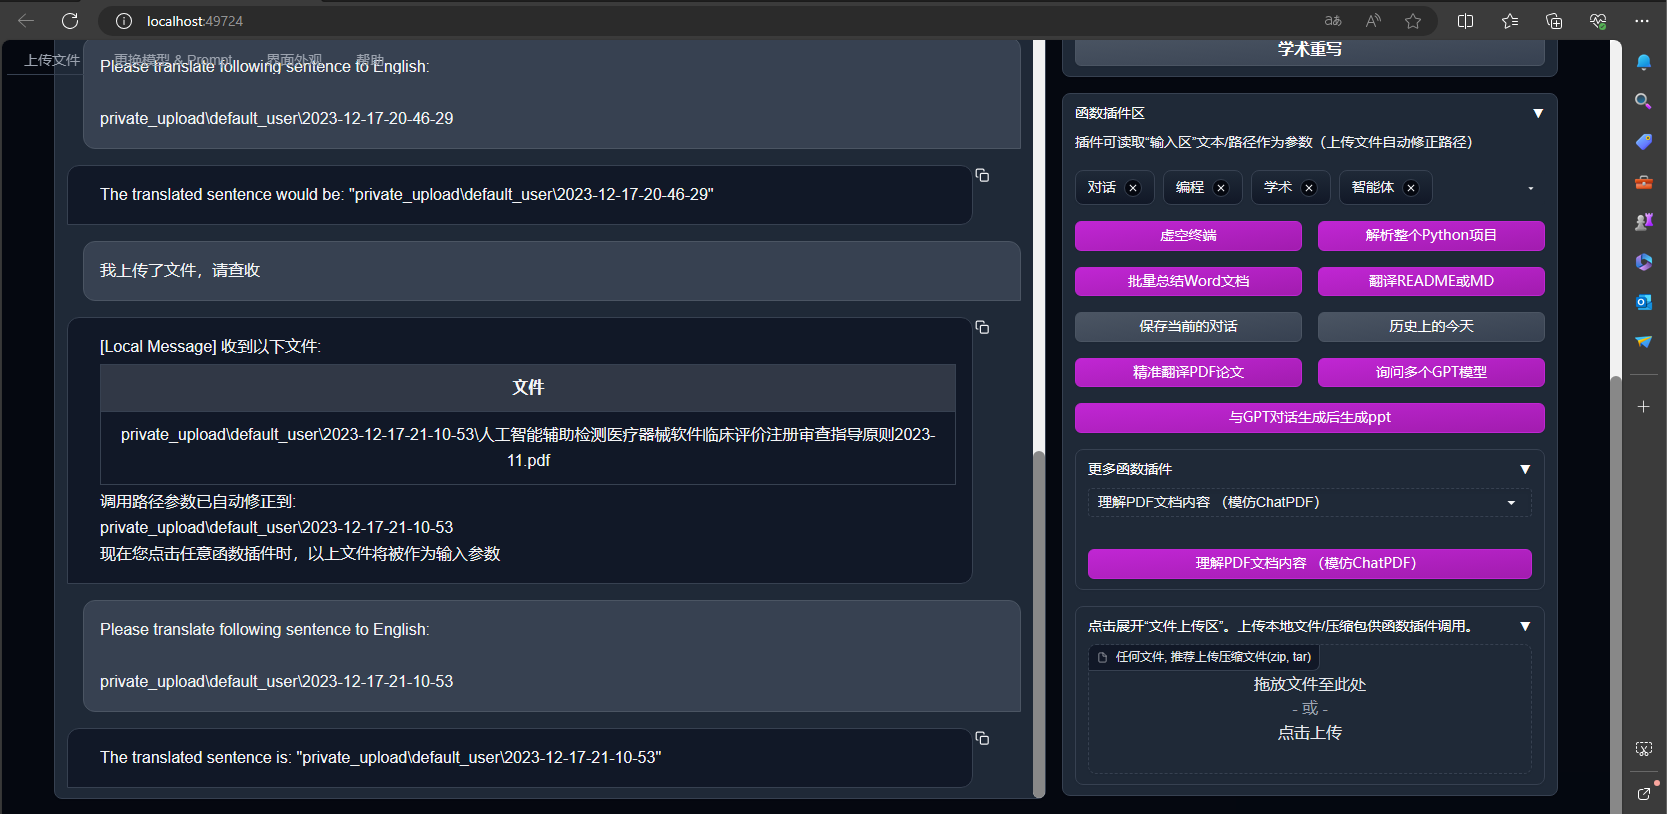 localhost:49724
上传文件
更换模型 & Prompt
界面外观
帮助
Please translate following sentence to English:
private_upload\default_user\2023-12-17-20-46-29
The translated sentence would be: "private_upload\default_user\2023-12-17-20-46-29"
我上传了文件，请查收
[Local Message] 收到以下文件:
文件
private_upload\default_user\2023-12-17-21-10-53\人工智能辅助检测医疗器械软件临床评价注册审查指导原则2023-
11.pdf
调用路径参数已自动修正到:
private_upload\default_user\2023-12-17-21-10-53
现在您点击任意函数插件时，以上文件将被作为输入参数
Please translate following sentence to English:
private_upload\default_user\2023-12-17-21-10-53
The translated sentence is: "private_upload\default_user\2023-12-17-21-10-53"
学术重写
函数插件区
插件可读取“输入区”文本/路径作为参数（上传文件自动修正路径）
对话
编程
学术
智能体
虚空终端
解析整个Python项目
批量总结Word文档
翻译README或MD
保存当前的对话
历史上的今天
精准翻译PDF论文
询问多个GPT模型
与GPT对话生成后生成ppt
更多函数插件
理解PDF文档内容 （模仿ChatPDF）
理解PDF文档内容 （模仿ChatPDF）
点击展开“文件上传区”。上传本地文件/压缩包供函数插件调用。
任何文件, 推荐上传压缩文件(zip, tar)
拖放文件至此处
- 或 -
点击上传